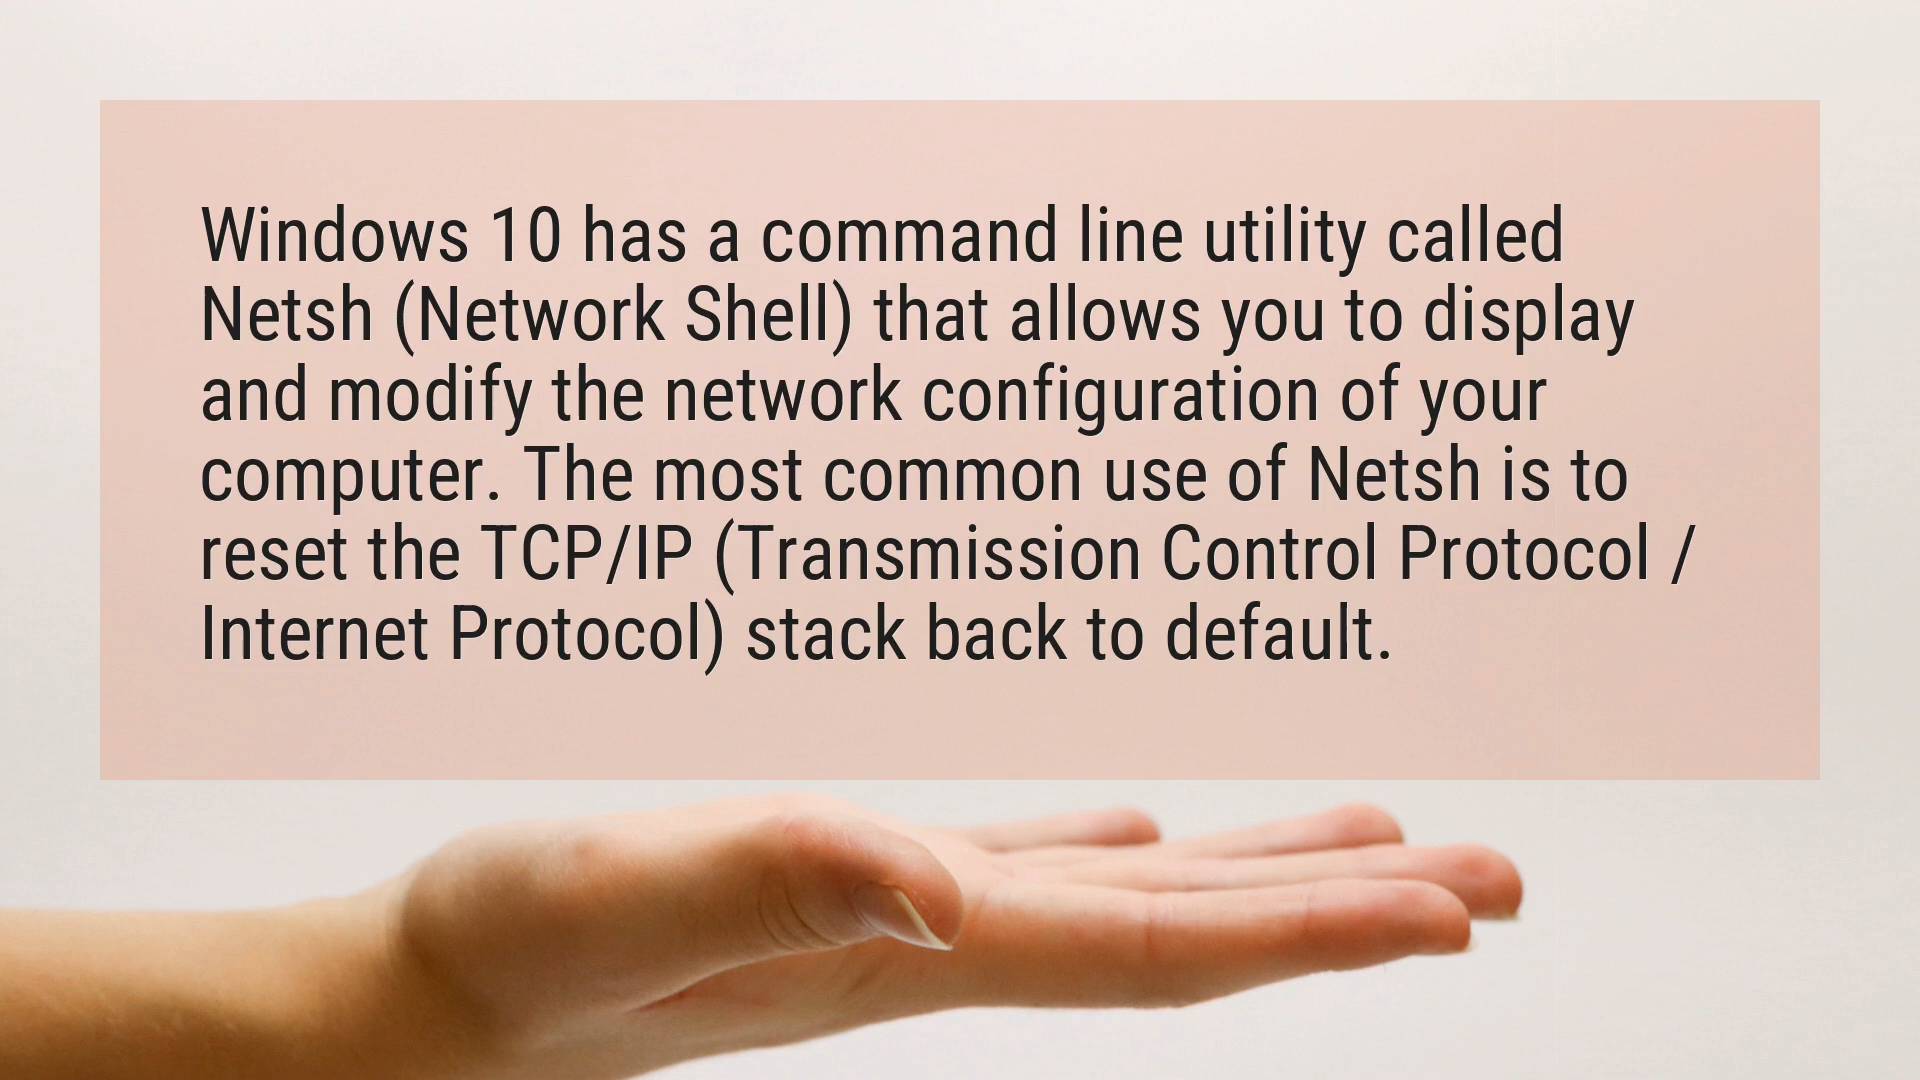 Windows 10 has a command line utility called
Netsh (Network Shell) that allows you to display
and modify the network configuration of your
computer. The most common use of Netsh is to
reset the TCP/IP (Transmission Control Protocol /
Internet Protocol) stack back to default.